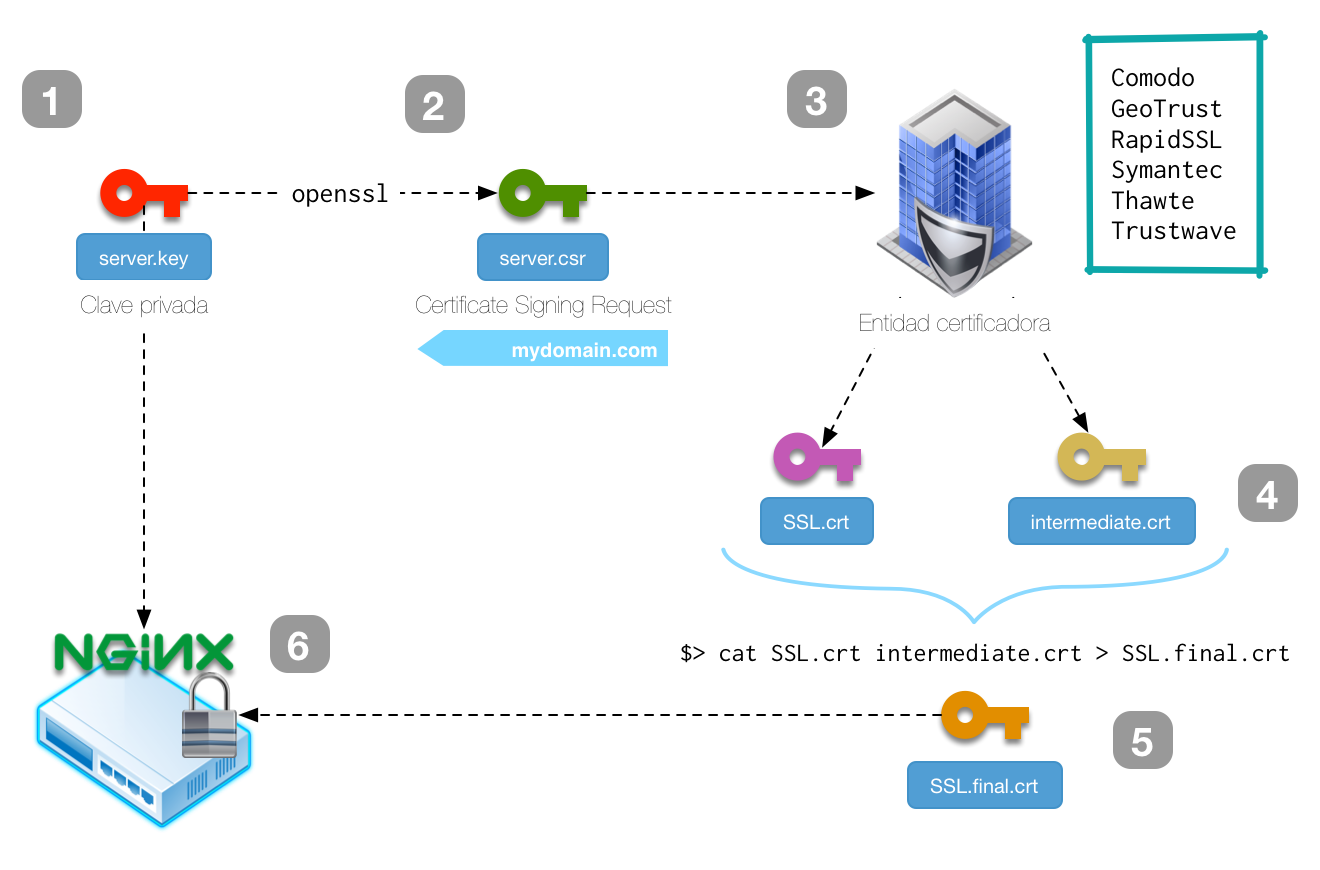 1
2
3
Comodo
GeoTrust
RapidSSL
Symantec
Thawte
Trustwave
openssl
server.key
server.csr
Clave privada
Certificate Signing Request
Entidad certificadora
mydomain.com
4
SSL.crt
intermediate.crt
NGiNX
6
$> cat SSL.crt intermediate.crt > SSL.final.crt
5
SSL.final.crt